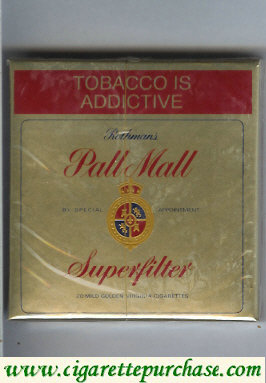 TOBACCO IS
ADDICTIVE
Rothmans
Pall Mall
BY SPECIAL APPOINTMENT
Superfilter
20 MILD GOLDEN VIRGINIA CIGARETTES
www.cigarettepurchase.com